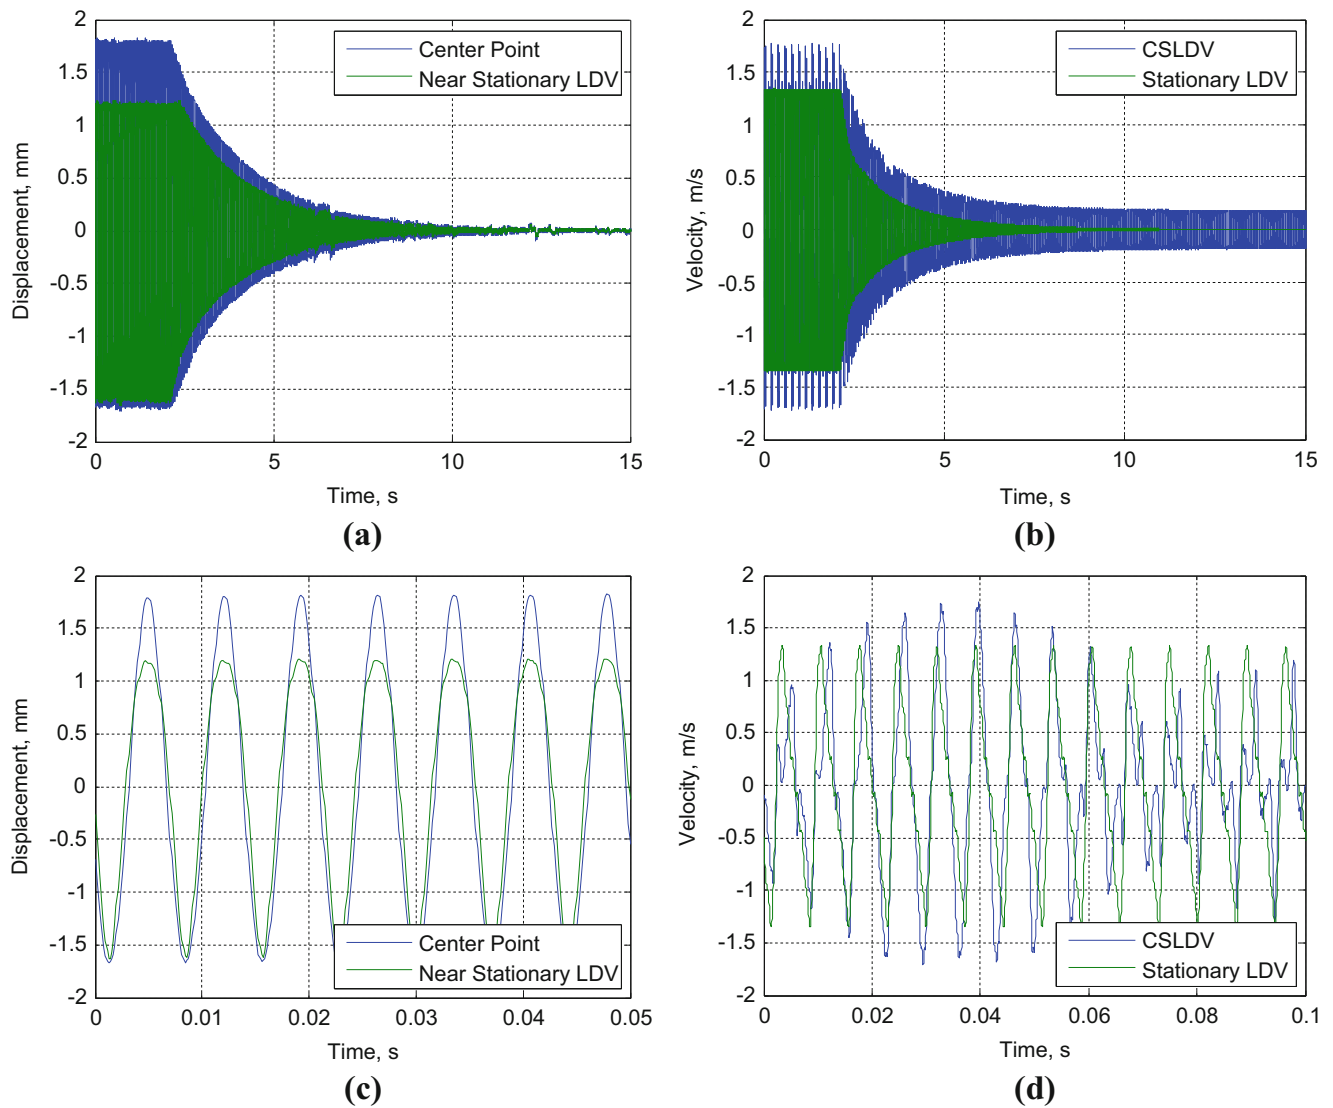 2
1.5
1
0.5
0
-0.5
-1
-1.5
-2
Displacement, mm
Center Point
Near Stationary LDV
0 5 10 15
Time, s
(a)
2
1.5
1
0.5
0
-0.5
-1
-1.5
-2
Velocity, m/s
CSLDV
Stationary LDV
0 5 10 15
Time, s
(b)
2
1.5
1
0.5
0
-0.5
-1
-1.5
-2
Displacement, mm
Center Point
Near Stationary LDV
0 0.01 0.02 0.03 0.04 0.05
Time, s
(c)
2
1.5
1
0.5
0
-0.5
-1
-1.5
-2
Velocity, m/s
CSLDV
Stationary LDV
0 0.02 0.04 0.06 0.08 0.1
Time, s
(d)